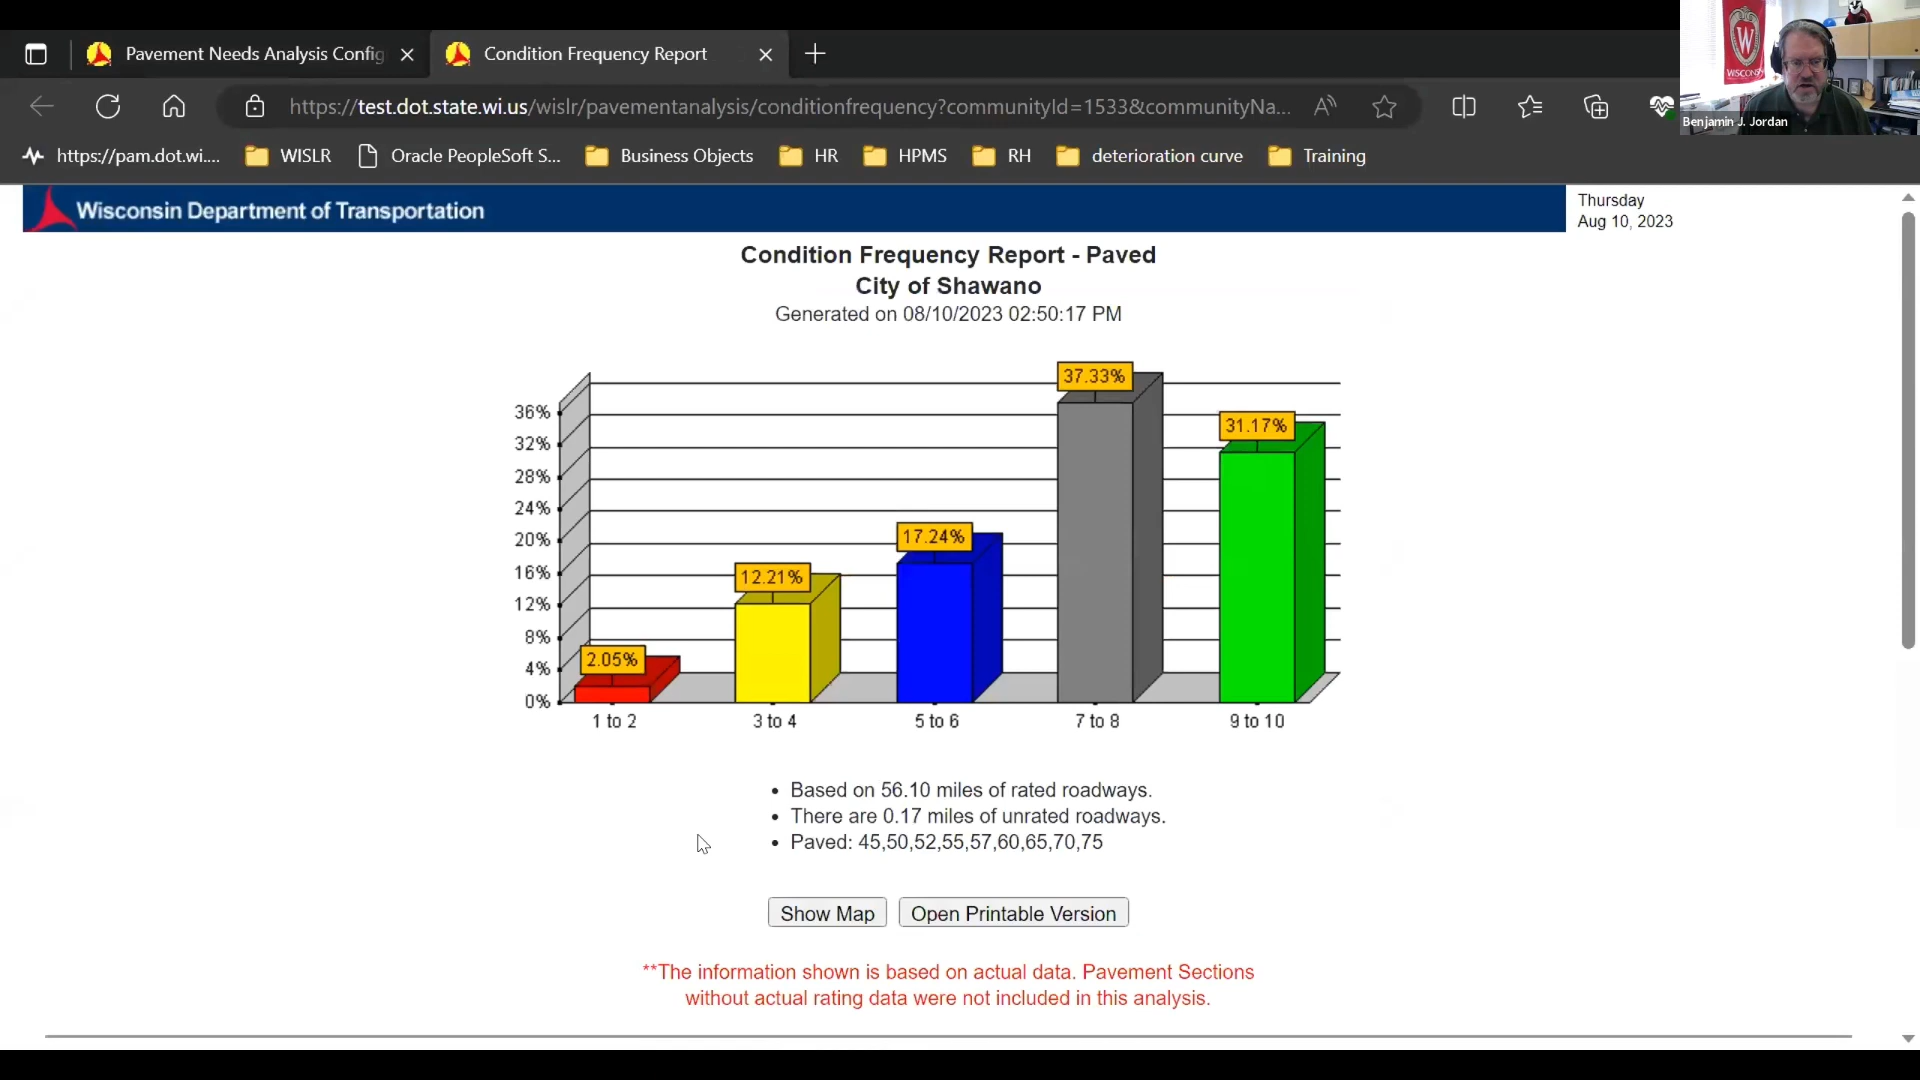 Pavement Needs Analysis Config
Condition Frequency Report
https://test.dot.state.wi.us/wislr/pavementanalysis/conditionfrequency?communityId=1533&communityNa...
https://pam.dot.wi....
WISLR
Oracle PeopleSoft S...
Business Objects
HR
HPMS
RH
deterioration curve
Training
W
Benjamin J. Jordan
Wisconsin Department of Transportation
Thursday
Aug 10, 2023
Condition Frequency Report - Paved
City of Shawano
Generated on 08/10/2023 02:50:17 PM
36%
32%
28%
24%
20%
16%
12%
8%
4%
0%
2.05%
12.21%
17.24%
37.33%
31.17%
1 to 2
3 to 4
5 to 6
7 to 8
9 to 10
• Based on 56.10 miles of rated roadways.
• There are 0.17 miles of unrated roadways.
• Paved: 45,50,52,55,57,60,65,70,75
Show Map
Open Printable Version
**The information shown is based on actual data. Pavement Sections
without actual rating data were not included in this analysis.